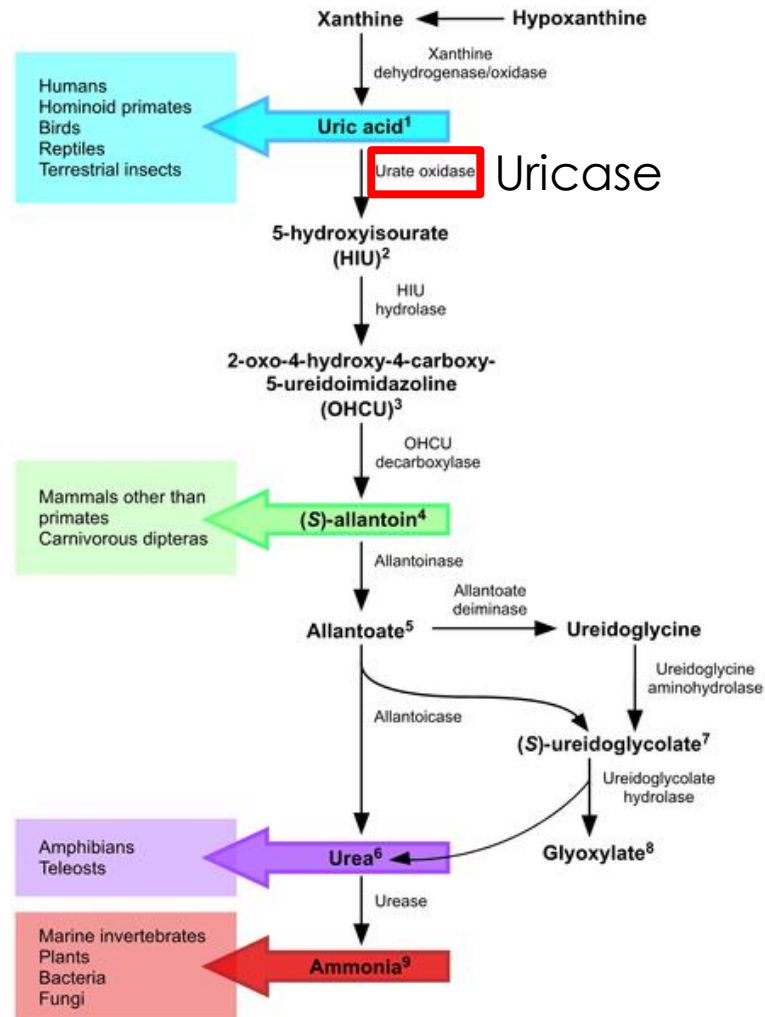 Xanthine
Hypoxanthine
Xanthine
dehydrogenase/oxidase
Humans
Hominoid primates
Birds
Reptiles
Terrestrial insects
Uric acid¹
Urate oxidase
Uricase
5-hydroxyisourate
(HIU)²
HIU
hydrolase
2-oxo-4-hydroxy-4-carboxy-
5-ureidoimidazoline
(OHCU)³
OHCU
decarboxylase
Mammals other than
primates
Carnivorous dipteras
(S)-allantoin⁴
Allantoinase
Allantoate
deiminase
Allantoate⁵
Ureidoglycine
Ureidoglycine
aminohydrolase
Allantoicase
(S)-ureidoglycolate⁷
Ureidoglycolate
hydrolase
Amphibians
Teleosts
Urea⁶
Glyoxylate⁸
Urease
Marine invertebrates
Plants
Bacteria
Fungi
Ammonia⁹